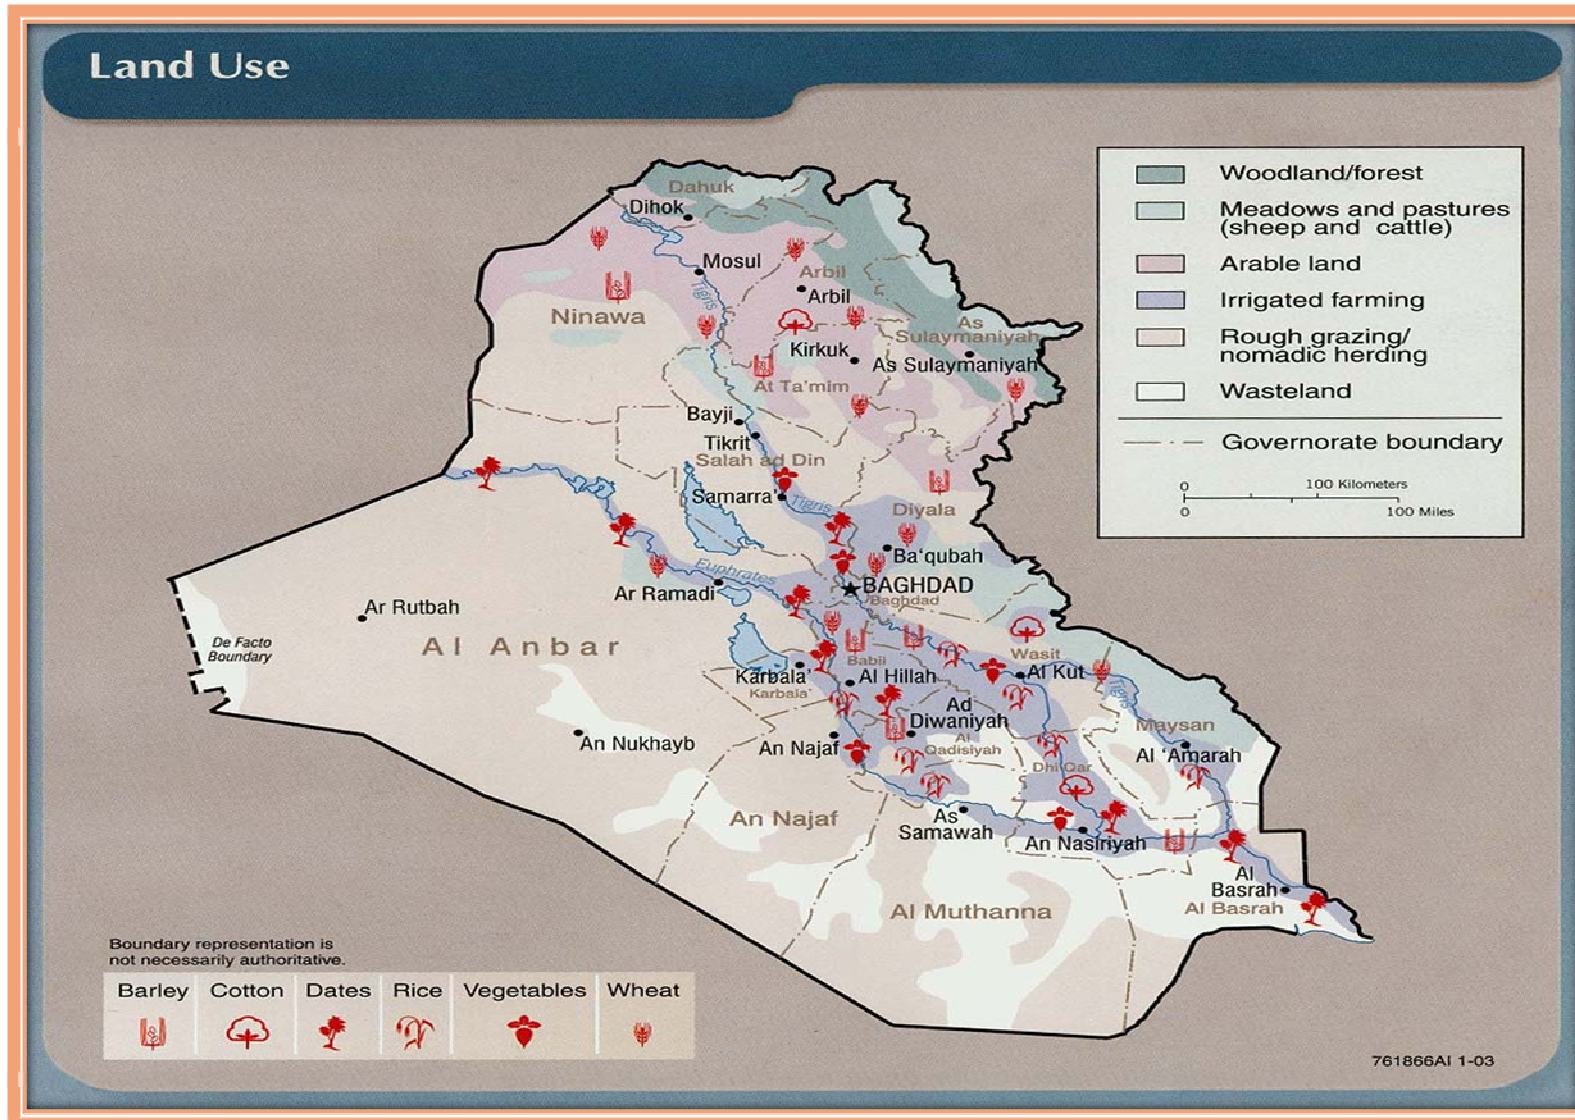 Land Use
Woodland/forest
Meadows and pastures
(sheep and cattle)
Arable land
Irrigated farming
Rough grazing/
nomadic herding
Wasteland
Governorate boundary
0 100 Kilometers
0 100 Miles
Dahuk
Dihok
Mosul
Tigris
Arbil
Arbil
Ninawa
As
Sulaymaniyah
Kirkuk
As Sulaymaniyah
At Ta'mim
Bayji
Tikrit
Salah ad Din
Samarra'
Tigris
Diyala
Ba'qubah
Euphrates
BAGHDAD
Baghdad
Ar Ramadi
Ar Rutbah
Al Anbar
De Facto
Boundary
Wasit
Babil
Karbala'
Karbala'
Al Hillah
Al Kut
Tigris
Ad
Diwaniyah
Al
Qadisiyah
Maysan
An Nukhayb
An Najaf
Al 'Amarah
Dhi Qar
An Najaf
As
Samawah
An Nasiriyah
Al
Basrah
Al Basrah
Al Muthanna
Boundary representation is
not necessarily authoritative.
Barley Cotton Dates Rice Vegetables Wheat
761866AI 1-03